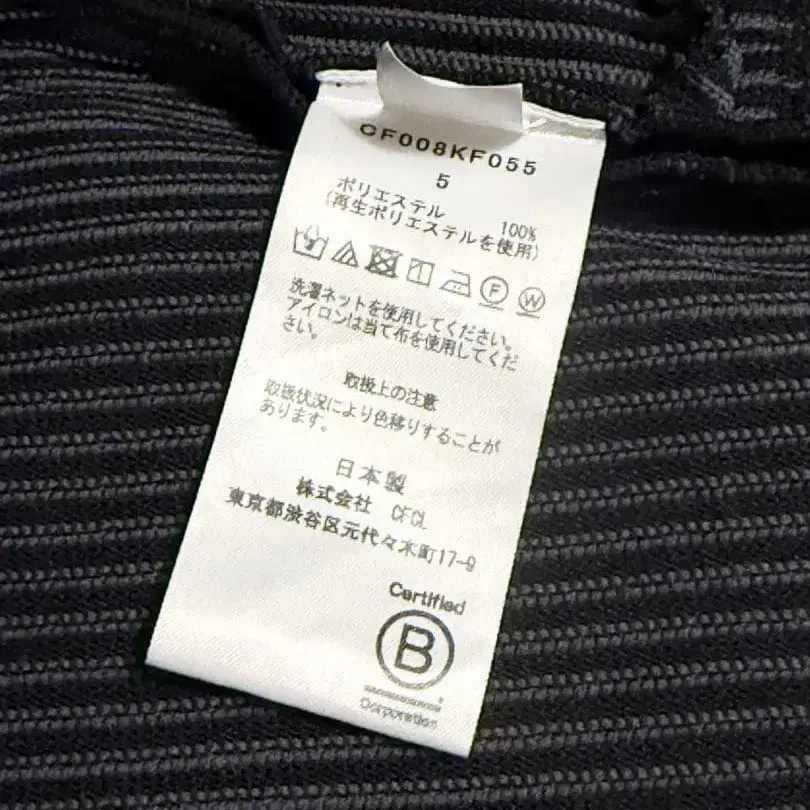 CF008KF055
5
ポリエステル 100%
(再生ポリエステルを使用)
F W
洗濯ネットを使用してください。
アイロンは当て布を使用してくだ
さい。
取扱上の注意
取扱状況により色移りすることが
あります。
日本製
株式会社 CFCL
東京都渋谷区元代々木町17-9
Certified
B
Corporation